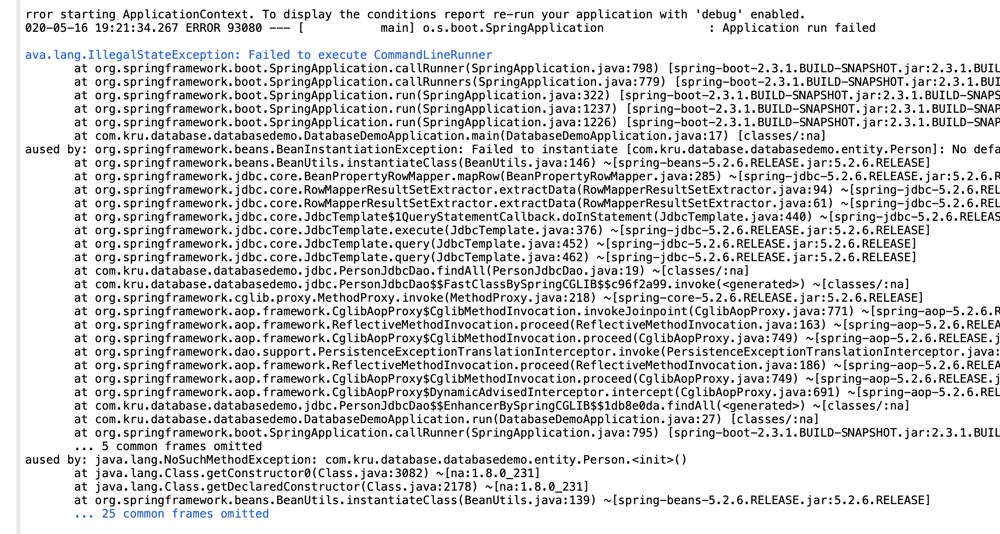 rror starting ApplicationContext. To display the conditions report re-run your application with 'debug' enabled.
020-05-16 19:21:34.267 ERROR 93080 --- [           main] o.s.boot.SpringApplication               : Application run failed
ava.lang.IllegalStateException: Failed to execute CommandLineRunner
at org.springframework.boot.SpringApplication.callRunner(SpringApplication.java:798) [spring-boot-2.3.1.BUILD-SNAPSHOT.jar:2.3.1.BUIL
at org.springframework.boot.SpringApplication.callRunners(SpringApplication.java:779) [spring-boot-2.3.1.BUILD-SNAPSHOT.jar:2.3.1.BUI
at org.springframework.boot.SpringApplication.run(SpringApplication.java:322) [spring-boot-2.3.1.BUILD-SNAPSHOT.jar:2.3.1.BUILD-SNAPS
at org.springframework.boot.SpringApplication.run(SpringApplication.java:1237) [spring-boot-2.3.1.BUILD-SNAPSHOT.jar:2.3.1.BUILD-SNAP
at org.springframework.boot.SpringApplication.run(SpringApplication.java:1226) [spring-boot-2.3.1.BUILD-SNAPSHOT.jar:2.3.1.BUILD-SNAP
at com.kru.database.databasedemo.DatabaseDemoApplication.main(DatabaseDemoApplication.java:17) [classes/:na]
aused by: org.springframework.beans.BeanInstantiationException: Failed to instantiate [com.kru.database.databasedemo.entity.Person]: No defa
at org.springframework.beans.BeanUtils.instantiateClass(BeanUtils.java:146) ~[spring-beans-5.2.6.RELEASE.jar:5.2.6.RELEASE]
at org.springframework.jdbc.core.BeanPropertyRowMapper.mapRow(BeanPropertyRowMapper.java:285) ~[spring-jdbc-5.2.6.RELEASE.jar:5.2.6.R
at org.springframework.jdbc.core.RowMapperResultSetExtractor.extractData(RowMapperResultSetExtractor.java:94) ~[spring-jdbc-5.2.6.REL
at org.springframework.jdbc.core.RowMapperResultSetExtractor.extractData(RowMapperResultSetExtractor.java:61) ~[spring-jdbc-5.2.6.REL
at org.springframework.jdbc.core.JdbcTemplate$1QueryStatementCallback.doInStatement(JdbcTemplate.java:440) ~[spring-jdbc-5.2.6.RELEAS
at org.springframework.jdbc.core.JdbcTemplate.execute(JdbcTemplate.java:376) ~[spring-jdbc-5.2.6.RELEASE.jar:5.2.6.RELEASE]
at org.springframework.jdbc.core.JdbcTemplate.query(JdbcTemplate.java:452) ~[spring-jdbc-5.2.6.RELEASE.jar:5.2.6.RELEASE]
at org.springframework.jdbc.core.JdbcTemplate.query(JdbcTemplate.java:462) ~[spring-jdbc-5.2.6.RELEASE.jar:5.2.6.RELEASE]
at com.kru.database.databasedemo.jdbc.PersonJdbcDao.findAll(PersonJdbcDao.java:19) ~[classes/:na]
at com.kru.database.databasedemo.jdbc.PersonJdbcDao$$FastClassBySpringCGLIB$$c96f2a99.invoke(<generated>) ~[classes/:na]
at org.springframework.cglib.proxy.MethodProxy.invoke(MethodProxy.java:218) ~[spring-core-5.2.6.RELEASE.jar:5.2.6.RELEASE]
at org.springframework.aop.framework.CglibAopProxy$CglibMethodInvocation.invokeJoinpoint(CglibAopProxy.java:771) ~[spring-aop-5.2.6.R
at org.springframework.aop.framework.ReflectiveMethodInvocation.proceed(ReflectiveMethodInvocation.java:163) ~[spring-aop-5.2.6.RELEA
at org.springframework.aop.framework.CglibAopProxy$CglibMethodInvocation.proceed(CglibAopProxy.java:749) ~[spring-aop-5.2.6.RELEASE.j
at org.springframework.dao.support.PersistenceExceptionTranslationInterceptor.invoke(PersistenceExceptionTranslationInterceptor.java:
at org.springframework.aop.framework.ReflectiveMethodInvocation.proceed(ReflectiveMethodInvocation.java:186) ~[spring-aop-5.2.6.RELEA
at org.springframework.aop.framework.CglibAopProxy$CglibMethodInvocation.proceed(CglibAopProxy.java:749) ~[spring-aop-5.2.6.RELEASE.j
at org.springframework.aop.framework.CglibAopProxy$DynamicAdvisedInterceptor.intercept(CglibAopProxy.java:691) ~[spring-aop-5.2.6.REL
at com.kru.database.databasedemo.jdbc.PersonJdbcDao$$EnhancerBySpringCGLIB$$1db8e0da.findAll(<generated>) ~[classes/:na]
at com.kru.database.databasedemo.DatabaseDemoApplication.run(DatabaseDemoApplication.java:27) [classes/:na]
at org.springframework.boot.SpringApplication.callRunner(SpringApplication.java:795) [spring-boot-2.3.1.BUILD-SNAPSHOT.jar:2.3.1.BUIL
... 5 common frames omitted
aused by: java.lang.NoSuchMethodException: com.kru.database.databasedemo.entity.Person.<init>()
at java.lang.Class.getConstructor0(Class.java:3082) ~[na:1.8.0_231]
at java.lang.Class.getDeclaredConstructor(Class.java:2178) ~[na:1.8.0_231]
at org.springframework.beans.BeanUtils.instantiateClass(BeanUtils.java:139) ~[spring-beans-5.2.6.RELEASE.jar:5.2.6.RELEASE]
... 25 common frames omitted